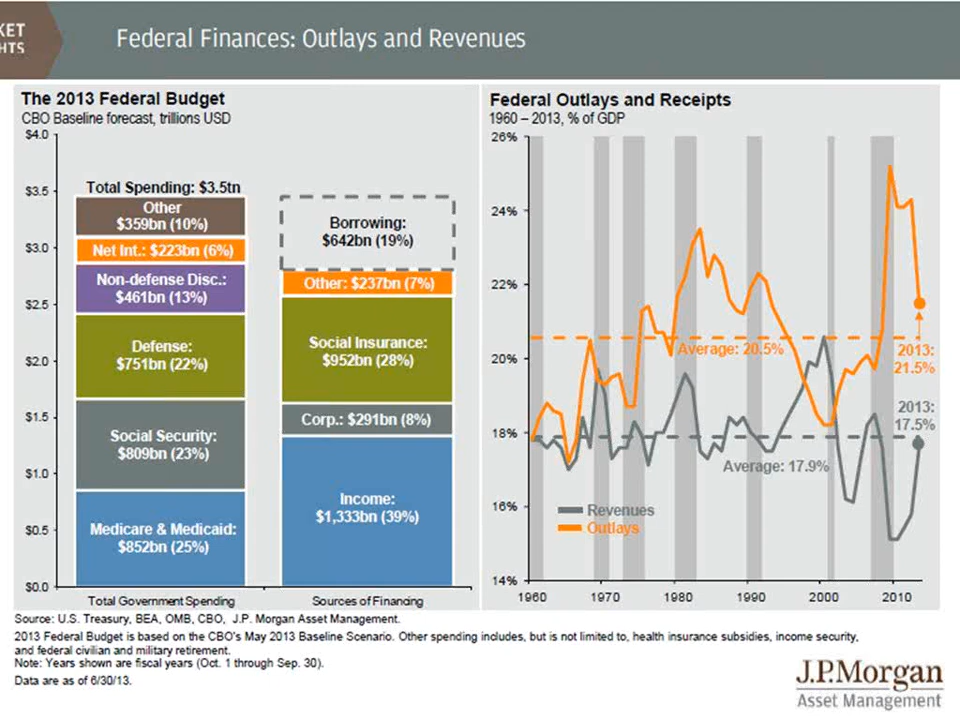 KET
HTS
Federal Finances: Outlays and Revenues
The 2013 Federal Budget
CBO Baseline forecast, trillions USD
$4.0
$3.5
$3.0
$2.5
$2.0
$1.5
$1.0
$0.5
$0.0
Total Spending: $3.5tn
Other
$359bn (10%)
Net Int.: $223bn (6%)
Non-defense Disc.:
$461bn (13%)
Defense:
$751bn (22%)
Social Security:
$809bn (23%)
Medicare & Medicaid:
$852bn (25%)
Borrowing:
$642bn (19%)
Other: $237bn (7%)
Social Insurance:
$952bn (28%)
Corp.: $291bn (8%)
Income:
$1,333bn (39%)
Total Government Spending
Sources of Financing
Federal Outlays and Receipts
1960 – 2013, % of GDP
26%
24%
22%
20%
18%
16%
14%
Average: 20.5%
2013:
21.5%
2013:
17.5%
Average: 17.9%
Revenues
Outlays
1960 1970 1980 1990 2000 2010
Source: U.S. Treasury, BEA, OMB, CBO, J.P. Morgan Asset Management.
2013 Federal Budget is based on the CBO's May 2013 Baseline Scenario. Other spending includes, but is not limited to, health insurance subsidies, income security,
and federal civilian and military retirement.
Note: Years shown are fiscal years (Oct. 1 through Sep. 30).
Data are as of 6/30/13.
J.P.Morgan
Asset Management